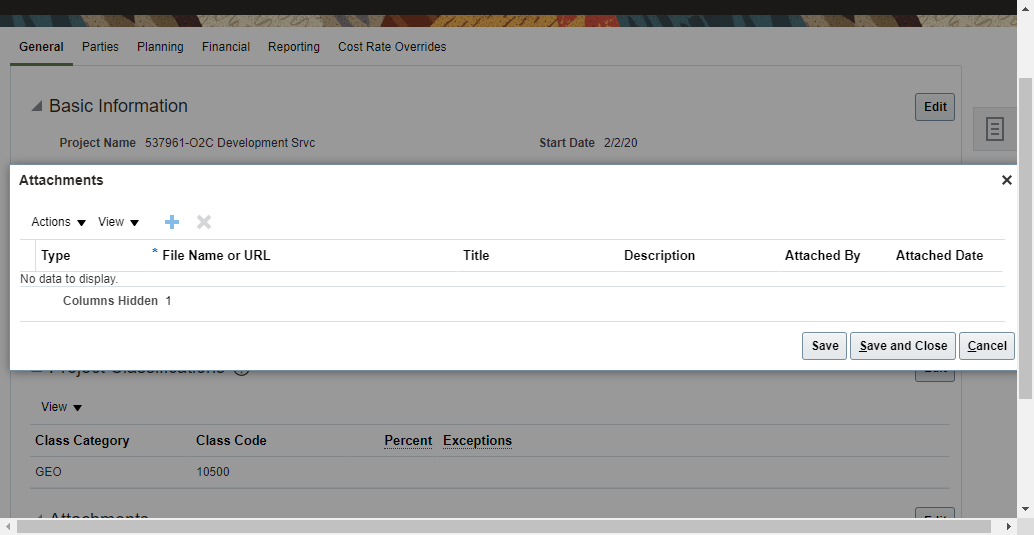 General Parties Planning Financial Reporting Cost Rate Overrides
Basic Information Edit
Project Name 537961-O2C Development Srvc Start Date 2/2/20
Attachments
Actions View
Type * File Name or URL Title Description Attached By Attached Date
No data to display.
Columns Hidden 1
Save Save and Close Cancel
Project Classifications Edit
View
Class Category Class Code Percent Exceptions
GEO 10500
Attachments Edit